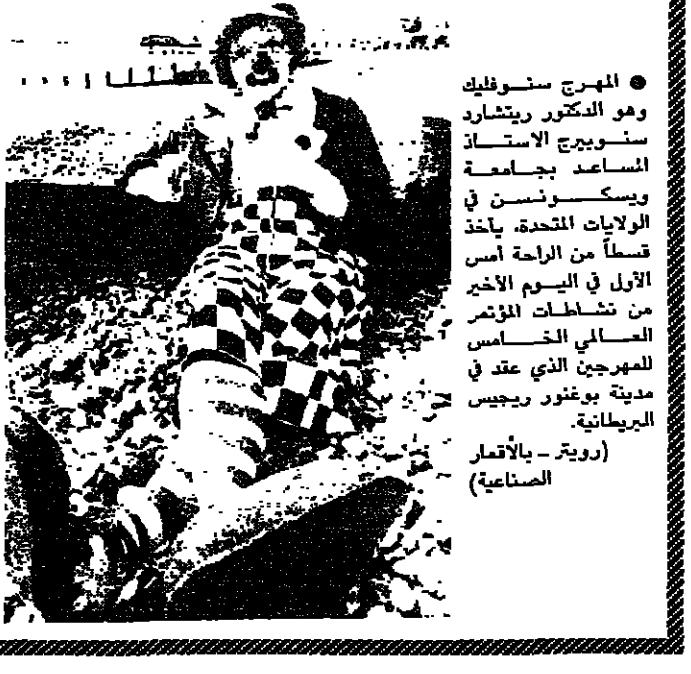 ● المهرج سنوفليك
وهو الدكتور ريتشارد
سنوبيرج الاستاذ
المساعد بجامعة
ويسكونسن في
الولايات المتحدة، يأخذ
قسطاً من الراحة أمس
الأول في اليوم الأخير
من نشاطات المؤتمر
العالمي الخامس
للمهرجين الذي عقد في
مدينة بوغنور ريجيس
البريطانية.
(رويتر - بالأقمار
الصناعية)